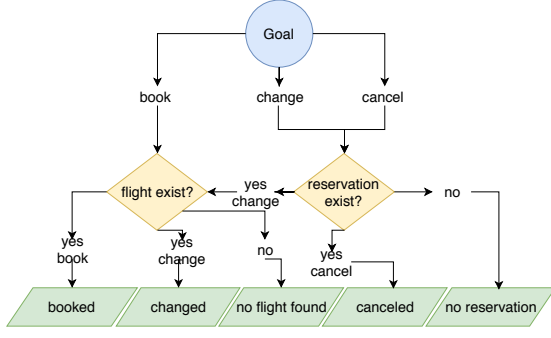 Goal
book
change
cancel
flight exist?
yes
change
reservation
exist?
no
yes
book
yes
change
no
yes
cancel
booked
changed
no flight found
canceled
no reservation